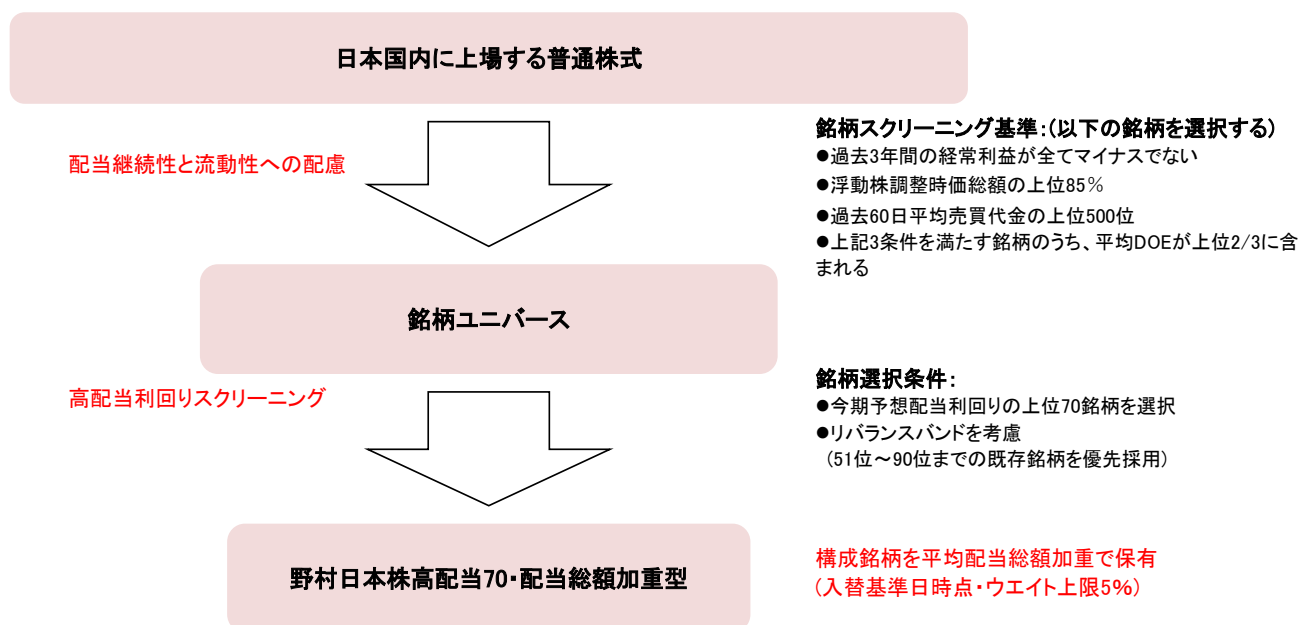 日本国内に上場する普通株式
配当継続性と流動性への配慮
銘柄スクリーニング基準:(以下の銘柄を選択する)
●過去3年間の経常利益が全てマイナスでない
●浮動株調整時価総額の上位85%
●過去60日平均売買代金の上位500位
●上記3条件を満たす銘柄のうち、平均DOEが上位2/3に含
まれる
銘柄ユニバース
高配当利回りスクリーニング
銘柄選択条件:
●今期予想配当利回りの上位70銘柄を選択
●リバランスバンドを考慮
(51位~90位までの既存銘柄を優先採用)
野村日本株高配当70・配当総額加重型
構成銘柄を平均配当総額加重で保有
(入替基準日時点・ウエイト上限5%)